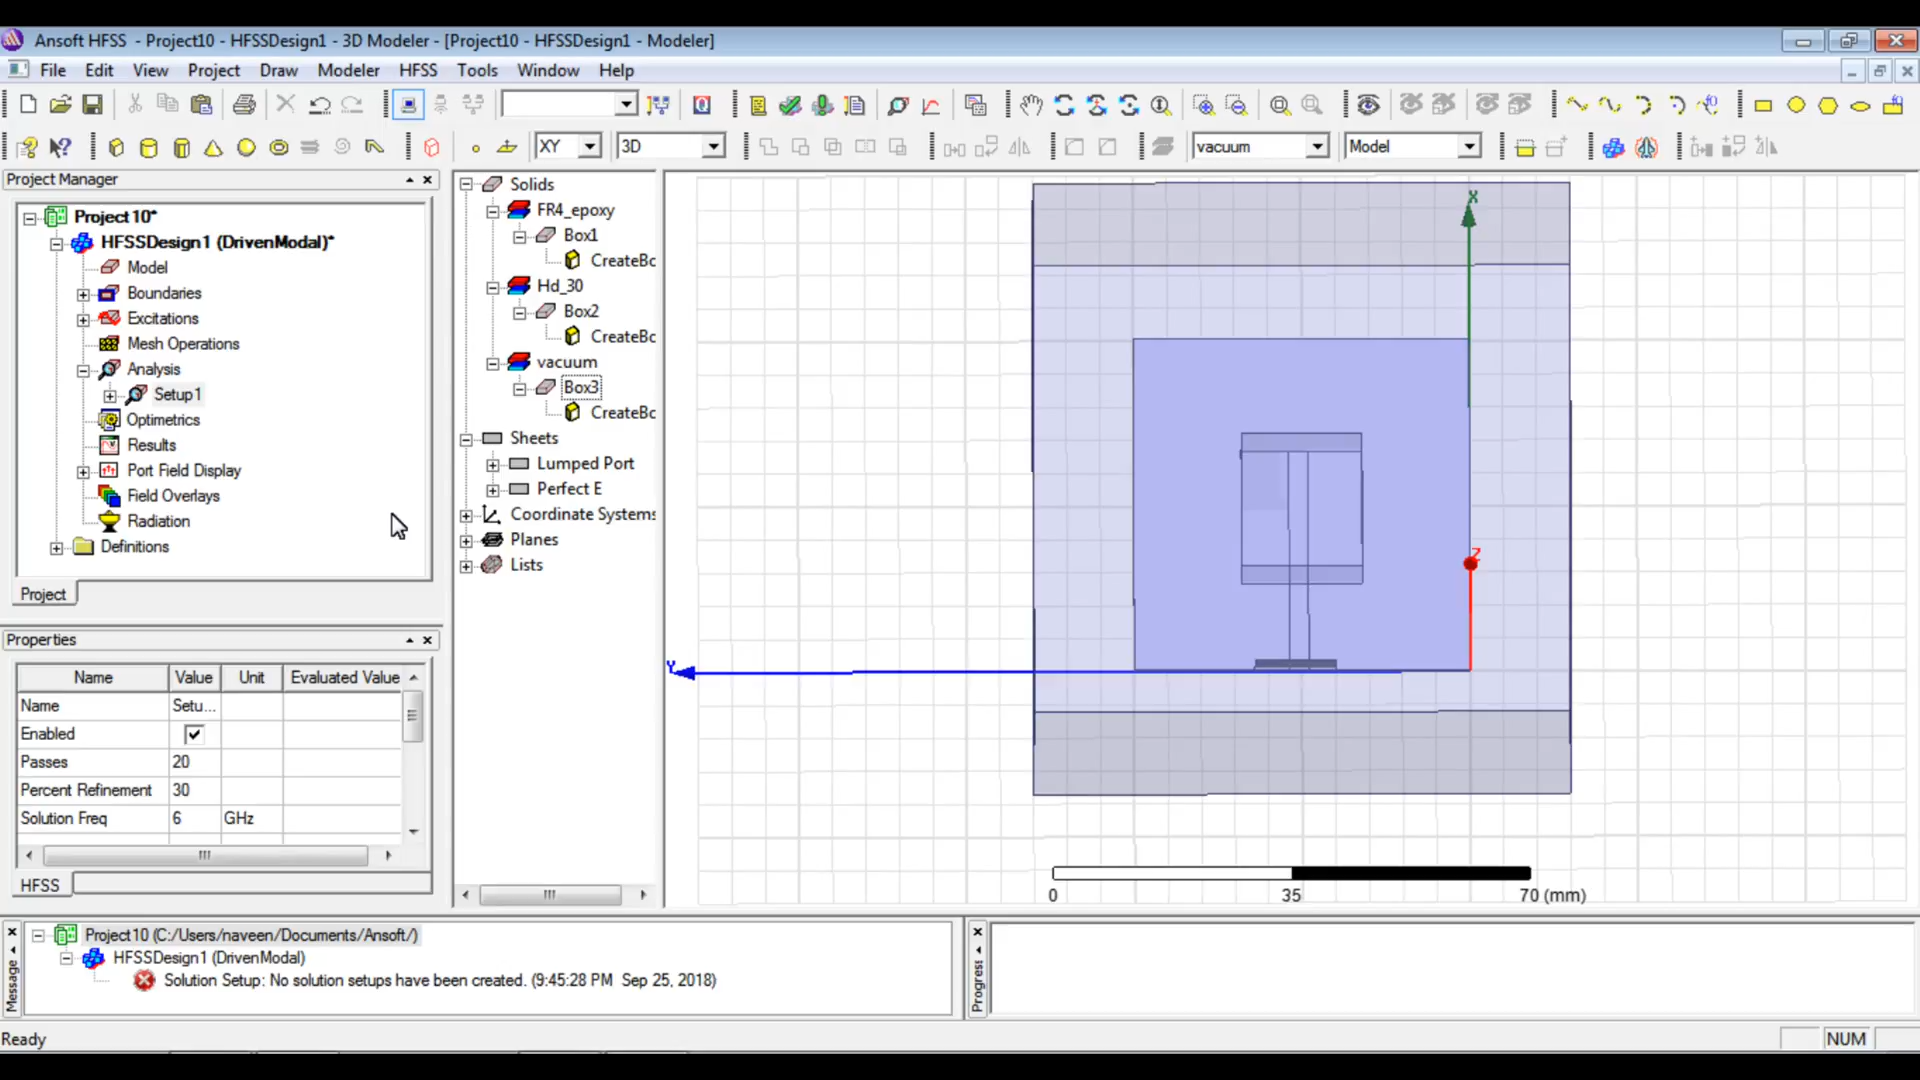 Ansoft HFSS - Project10 - HFSSDesign1 - 3D Modeler - [Project10 - HFSSDesign1 - Modeler]
File Edit View Project Draw Modeler HFSS Tools Window Help
XY 3D vacuum Model
Project Manager
Project10*
HFSSDesign1 (DrivenModal)*
Model
Boundaries
Excitations
Mesh Operations
Analysis
Setup1
Optimetrics
Results
Port Field Display
Field Overlays
Radiation
Definitions
Project
Solids
FR4_epoxy
Box1
CreateBo
Hd_30
Box2
CreateBo
vacuum
Box3
CreateBo
Sheets
Lumped Port
Perfect E
Coordinate Systems
Planes
Lists
X
Z
Y
0 35 70 (mm)
Properties
Name Value Unit Evaluated Value
Name Setu...
Enabled
Passes 20
Percent Refinement 30
Solution Freq 6 GHz
HFSS
Message
Project10 (C:/Users/naveen/Documents/Ansoft/)
HFSSDesign1 (DrivenModal)
Solution Setup: No solution setups have been created. (9:45:28 PM Sep 25, 2018)
Progress
Ready
NUM